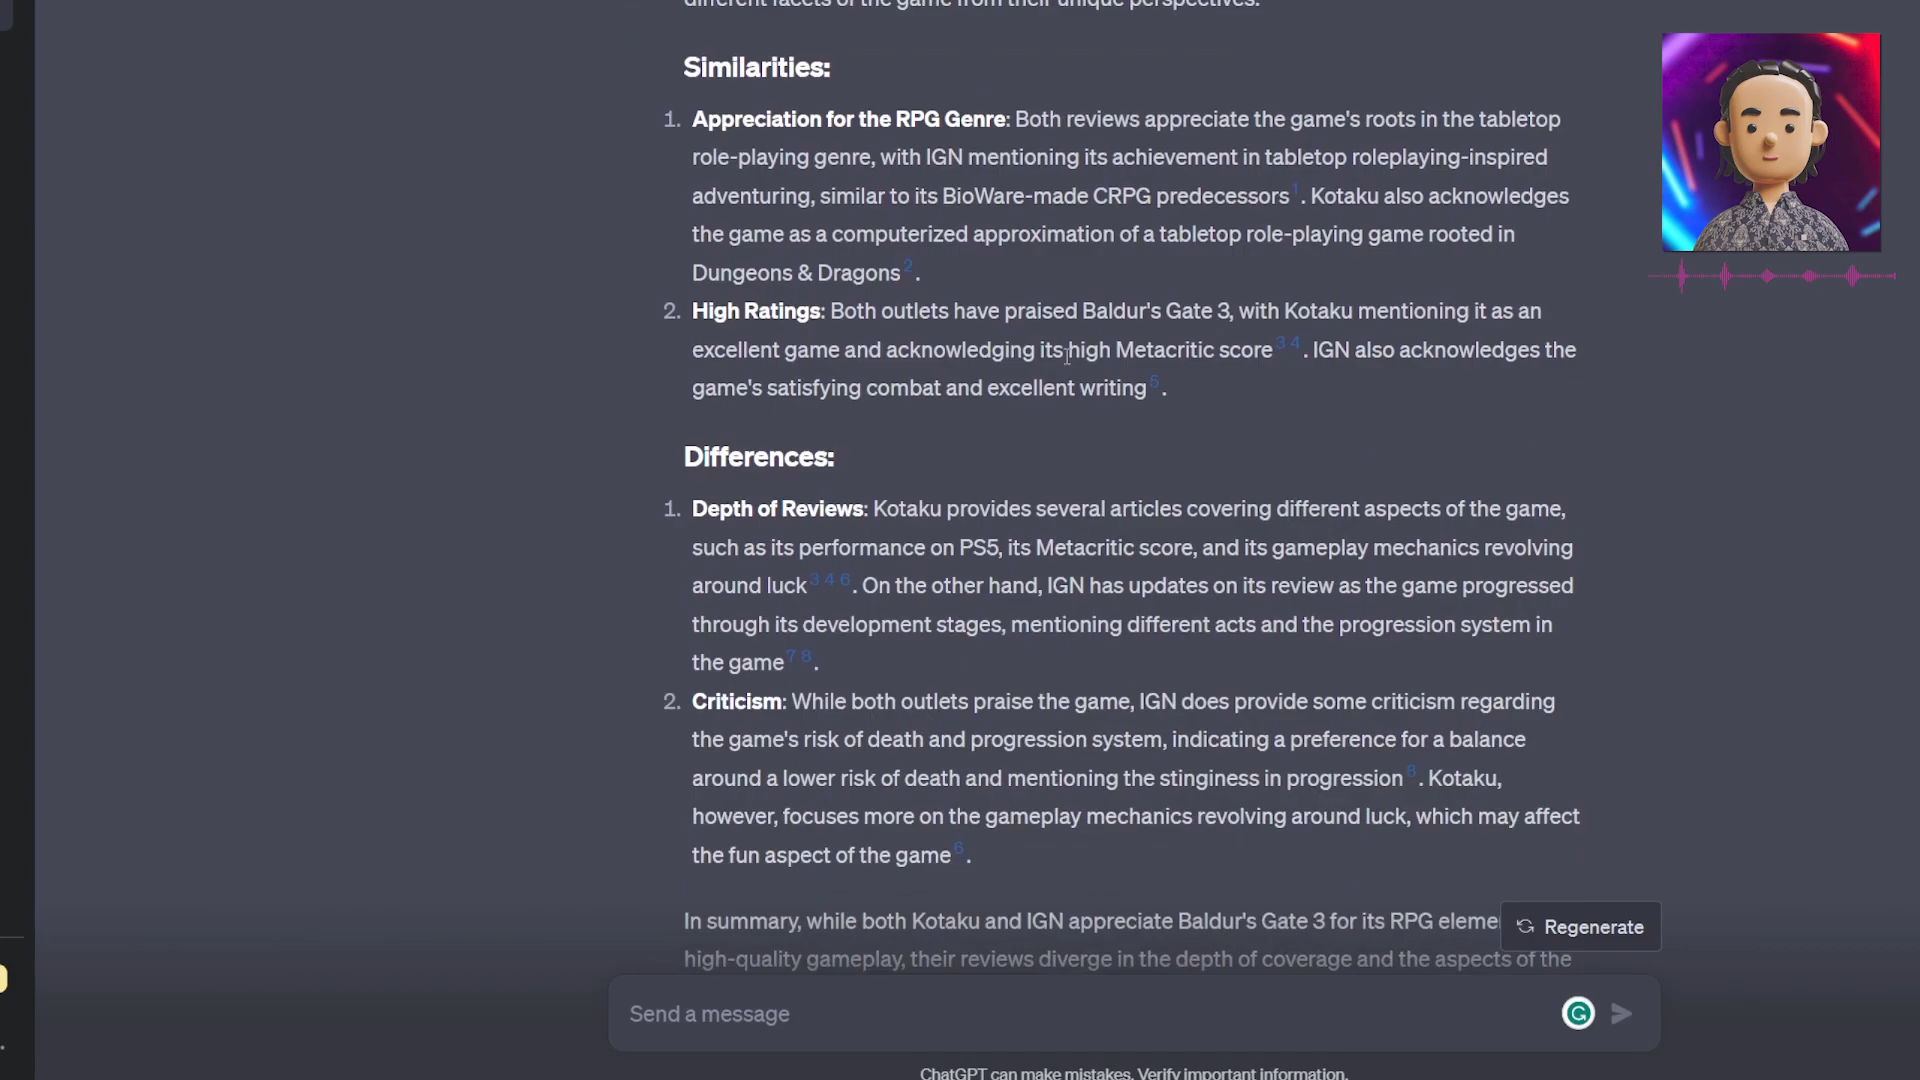 different facets of the game from their unique perspectives.
Similarities:
1. Appreciation for the RPG Genre: Both reviews appreciate the game's roots in the tabletop
role-playing genre, with IGN mentioning its achievement in tabletop roleplaying-inspired
adventuring, similar to its BioWare-made CRPG predecessors 1. Kotaku also acknowledges
the game as a computerized approximation of a tabletop role-playing game rooted in
Dungeons & Dragons 2.
2. High Ratings: Both outlets have praised Baldur's Gate 3, with Kotaku mentioning it as an
excellent game and acknowledging its high Metacritic score 3 4. IGN also acknowledges the
game's satisfying combat and excellent writing 5.
Differences:
1. Depth of Reviews: Kotaku provides several articles covering different aspects of the game,
such as its performance on PS5, its Metacritic score, and its gameplay mechanics revolving
around luck 3 4 6. On the other hand, IGN has updates on its review as the game progressed
through its development stages, mentioning different acts and the progression system in
the game 7 8.
2. Criticism: While both outlets praise the game, IGN does provide some criticism regarding
the game's risk of death and progression system, indicating a preference for a balance
around a lower risk of death and mentioning the stinginess in progression 8. Kotaku,
however, focuses more on the gameplay mechanics revolving around luck, which may affect
the fun aspect of the game 6.
In summary, while both Kotaku and IGN appreciate Baldur's Gate 3 for its RPG eleme
high-quality gameplay, their reviews diverge in the depth of coverage and the aspects of the
Regenerate
Send a message
ChatGPT can make mistakes. Verify important information.